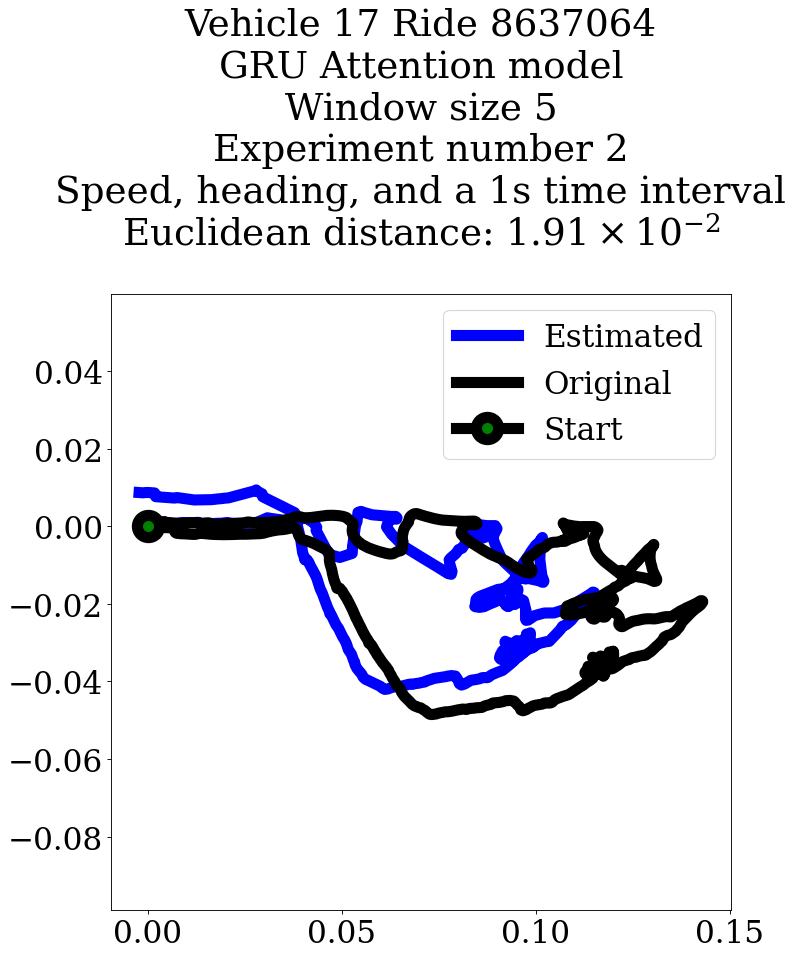 Vehicle 17 Ride 8637064
GRU Attention model
Window size 5
Experiment number 2
Speed, heading, and a 1s time interval
Euclidean distance: 1.91 × 10⁻²
Estimated
Original
Start
0.04
0.02
0.00
−0.02
−0.04
−0.06
−0.08
0.00 0.05 0.10 0.15